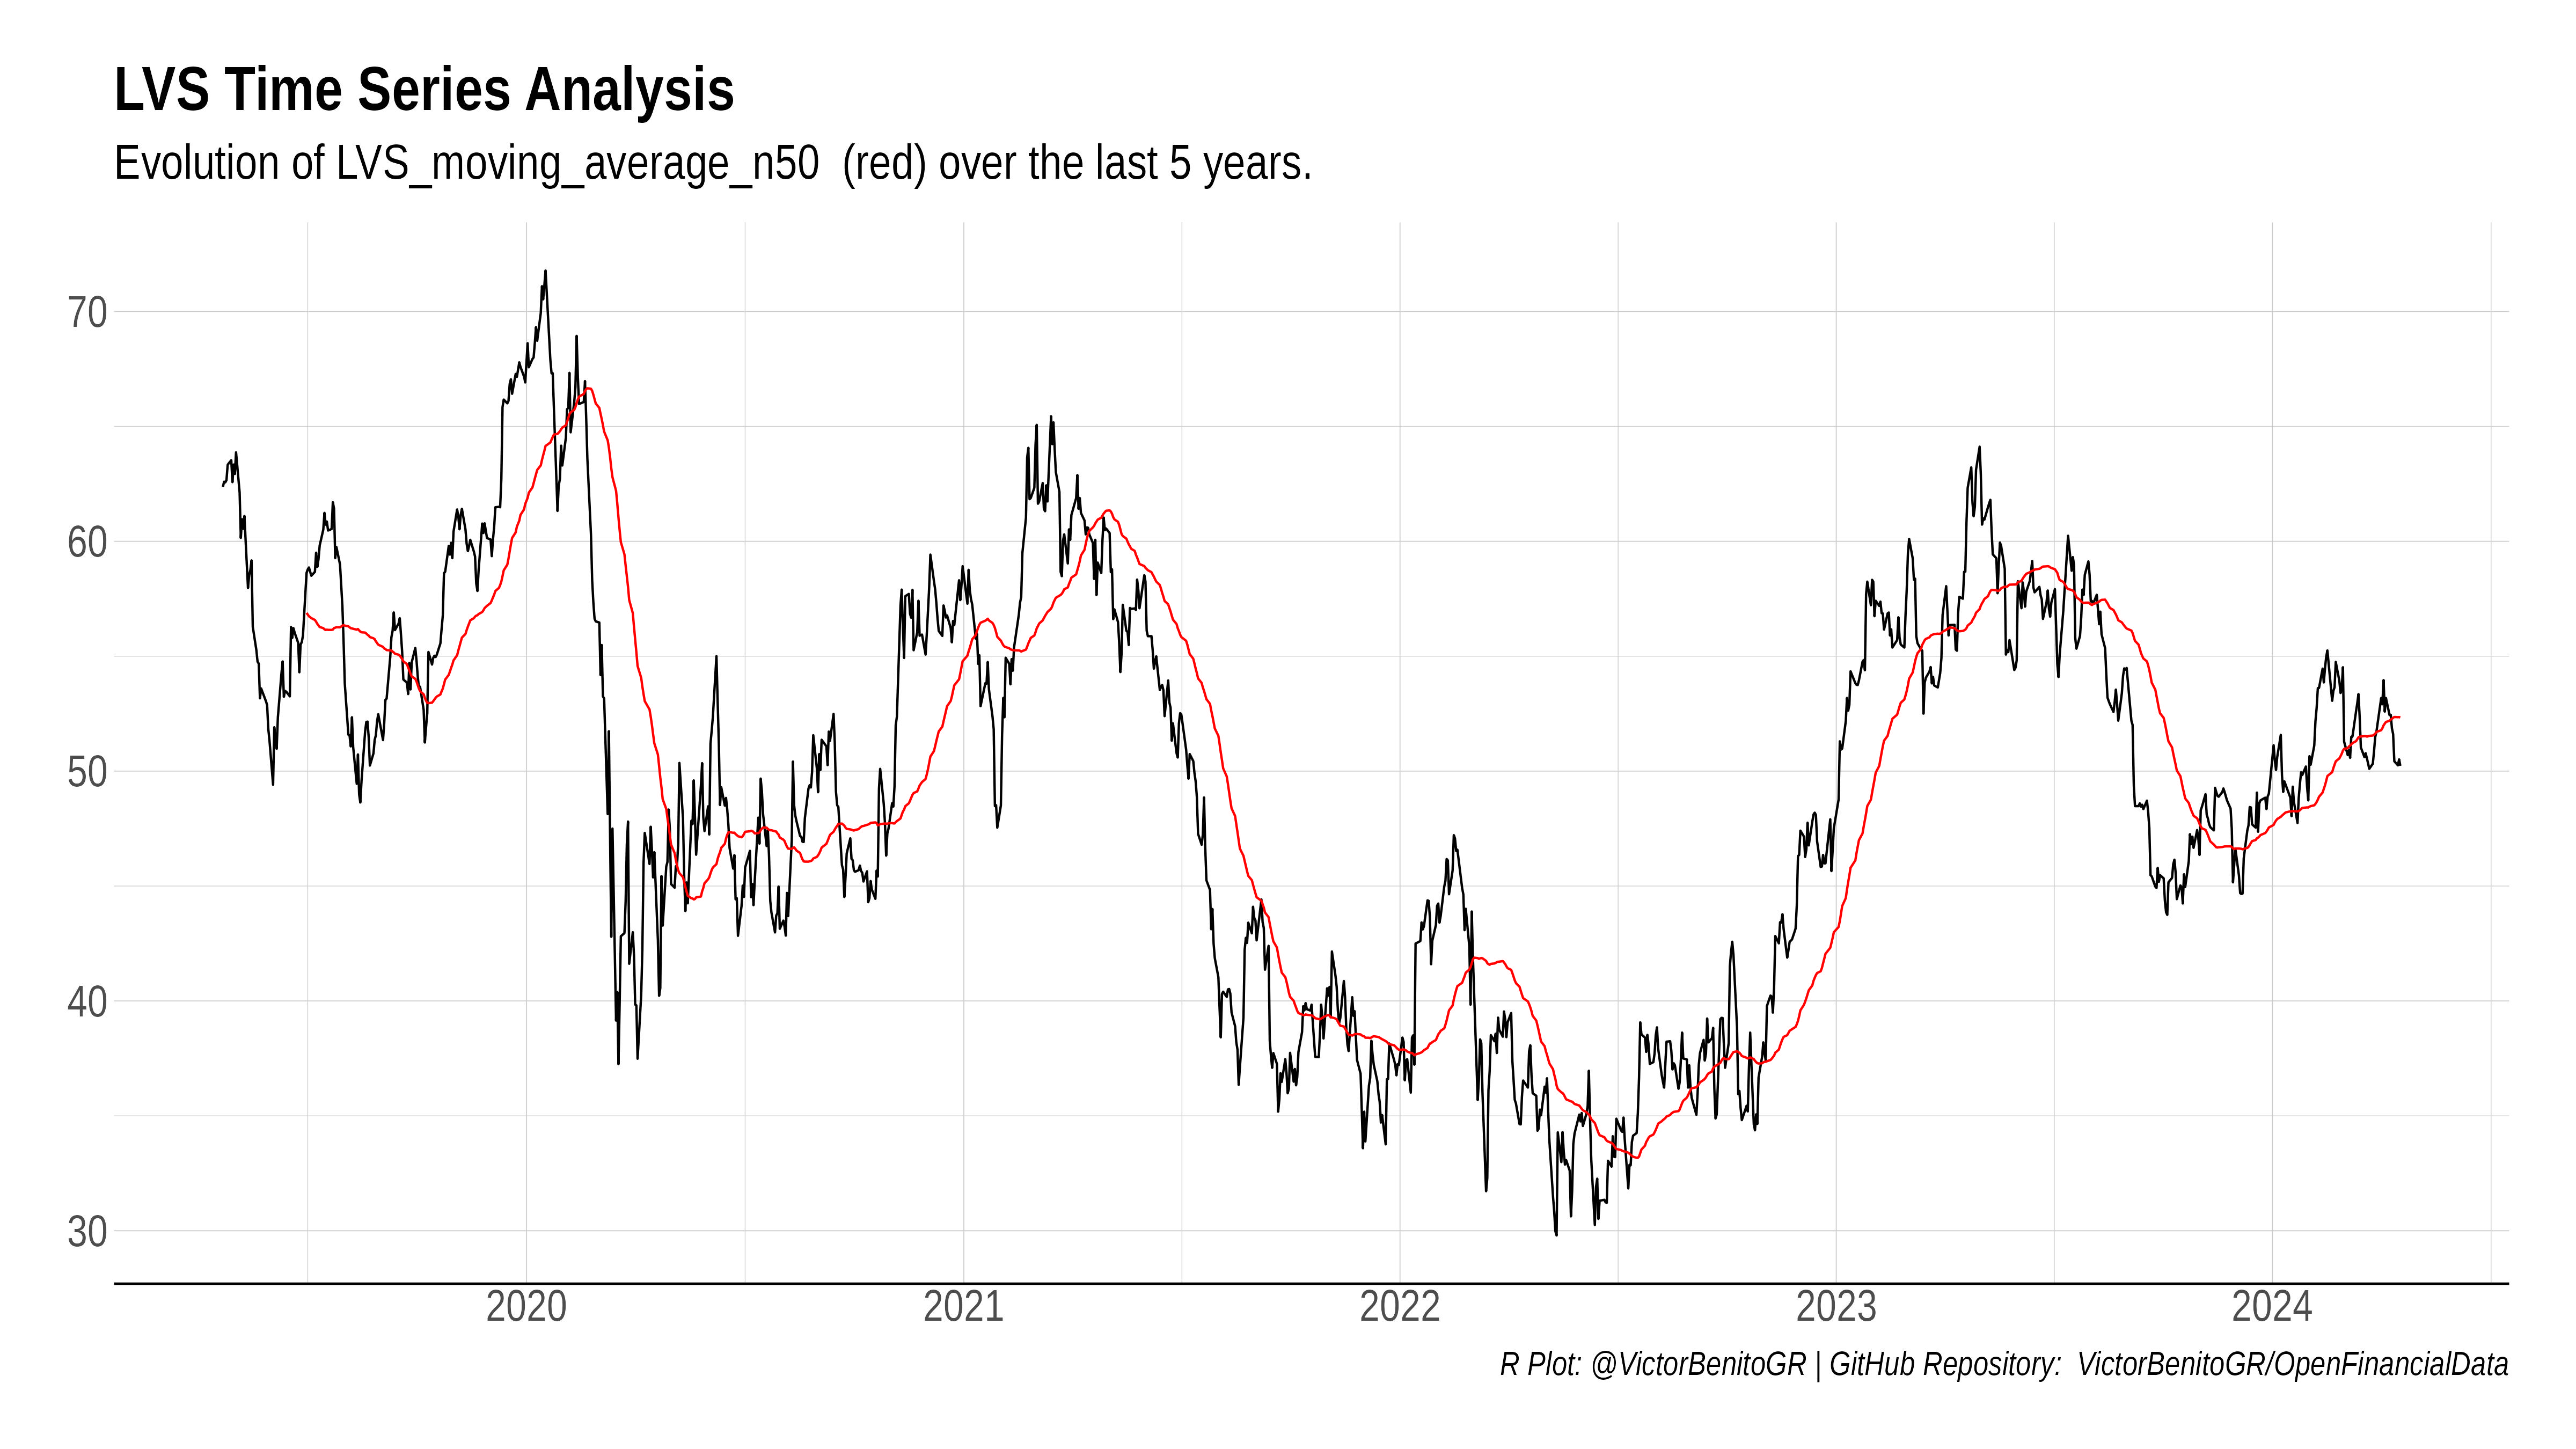 LVS Time Series Analysis
Evolution of LVS_moving_average_n50  (red) over the last 5 years.
70
60
50
40
30
2020 2021 2022 2023 2024
R Plot: @VictorBenitoGR | GitHub Repository:  VictorBenitoGR/OpenFinancialData